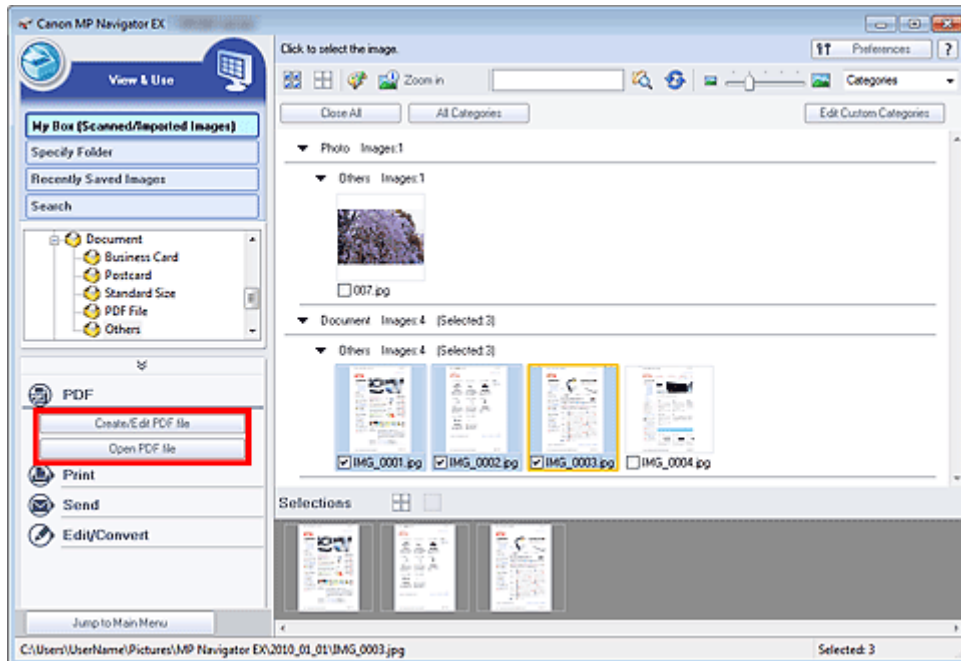 Canon MP Navigator EX
View & Use
My Box (Scanned/Imported Images)
Specify Folder
Recently Saved Images
Search
Document
Business Card
Postcard
Standard Size
PDF File
Others
PDF
Create/Edit PDF file
Open PDF file
Print
Send
Edit/Convert
Jump to Main Menu
Click to select the image.
Preferences
?
Zoom in
Categories
Close All
All Categories
Edit Custom Categories
Photo Images:1
Others Images:1
007.jpg
Document Images:4 (Selected:3)
Others Images:4 (Selected:3)
IMG_0001.jpg IMG_0002.jpg IMG_0003.jpg IMG_0004.jpg
Selections
C:\Users\UserName\Pictures\MP Navigator EX\2010_01_01\IMG_0003.jpg
Selected: 3